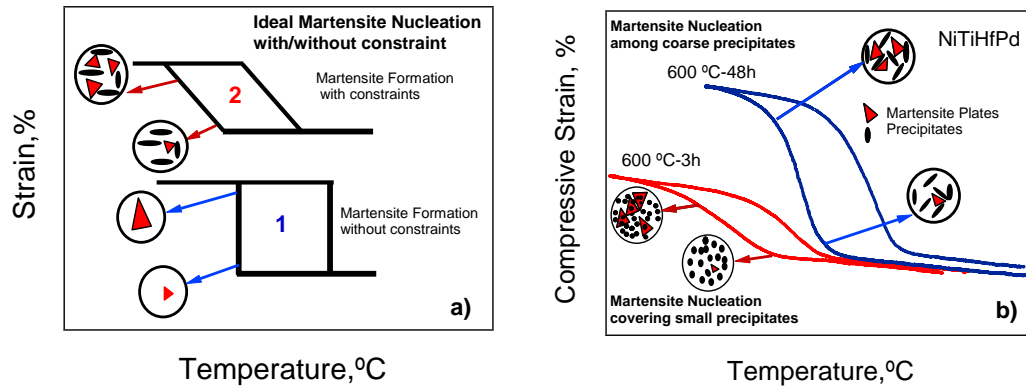 Ideal Martensite Nucleation
with/without constraint
Martensite Formation
with constraints
2
Martensite Formation
without constraints
1
a)
Strain,%
Temperature,ºC
Martensite Nucleation
among coarse precipitates
NiTiHfPd
600 ºC-48h
Martensite Plates
Precipitates
600 ºC-3h
Martensite Nucleation
covering small precipitates
b)
Compressive Strain, %
Temperature,ºC